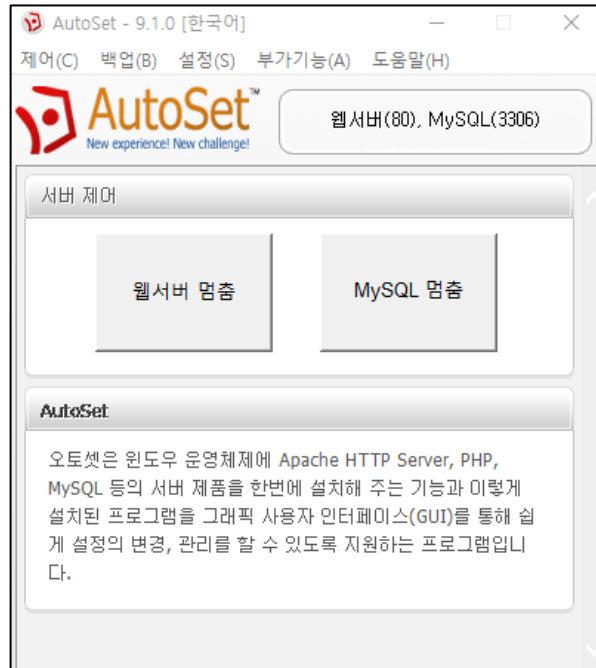 AutoSet - 9.1.0 [한국어]
제어(C) 백업(B) 설정(S) 부가기능(A) 도움말(H)
AutoSet™
New experience! New challenge!
웹서버(80), MySQL(3306)
서버 제어
웹서버 멈춤
MySQL 멈춤
AutoSet
오토셋은 윈도우 운영체제에 Apache HTTP Server, PHP,
MySQL 등의 서버 제품을 한번에 설치해 주는 기능과 이렇게
설치된 프로그램을 그래픽 사용자 인터페이스(GUI)를 통해 쉽
게 설정의 변경, 관리를 할 수 있도록 지원하는 프로그램입니
다.